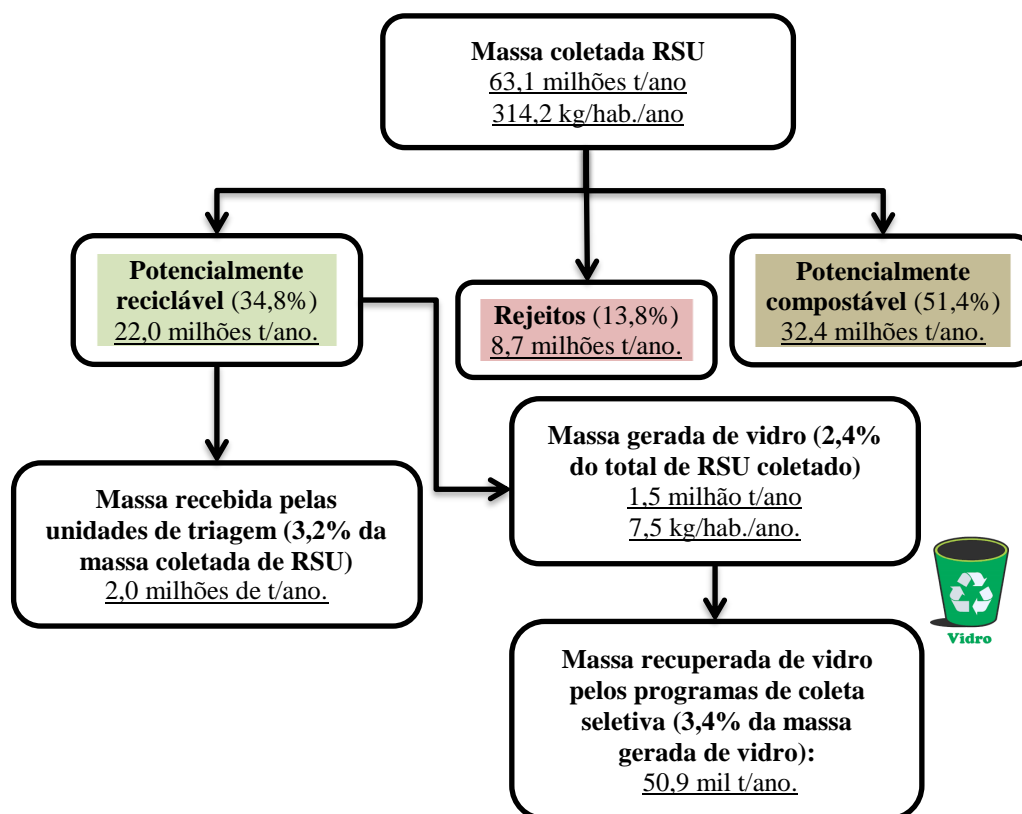 Massa coletada RSU
63,1 milhões t/ano
314,2 kg/hab./ano
Potencialmente
reciclável (34,8%)
22,0 milhões t/ano.
Rejeitos (13,8%)
8,7 milhões t/ano.
Potencialmente
compostável (51,4%)
32,4 milhões t/ano.
Massa recebida pelas
unidades de triagem (3,2% da
massa coletada de RSU)
2,0 milhões de t/ano.
Massa gerada de vidro (2,4%
do total de RSU coletado)
1,5 milhão t/ano
7,5 kg/hab./ano.
Vidro
Massa recuperada de vidro
pelos programas de coleta
seletiva (3,4% da massa
gerada de vidro):
50,9 mil t/ano.